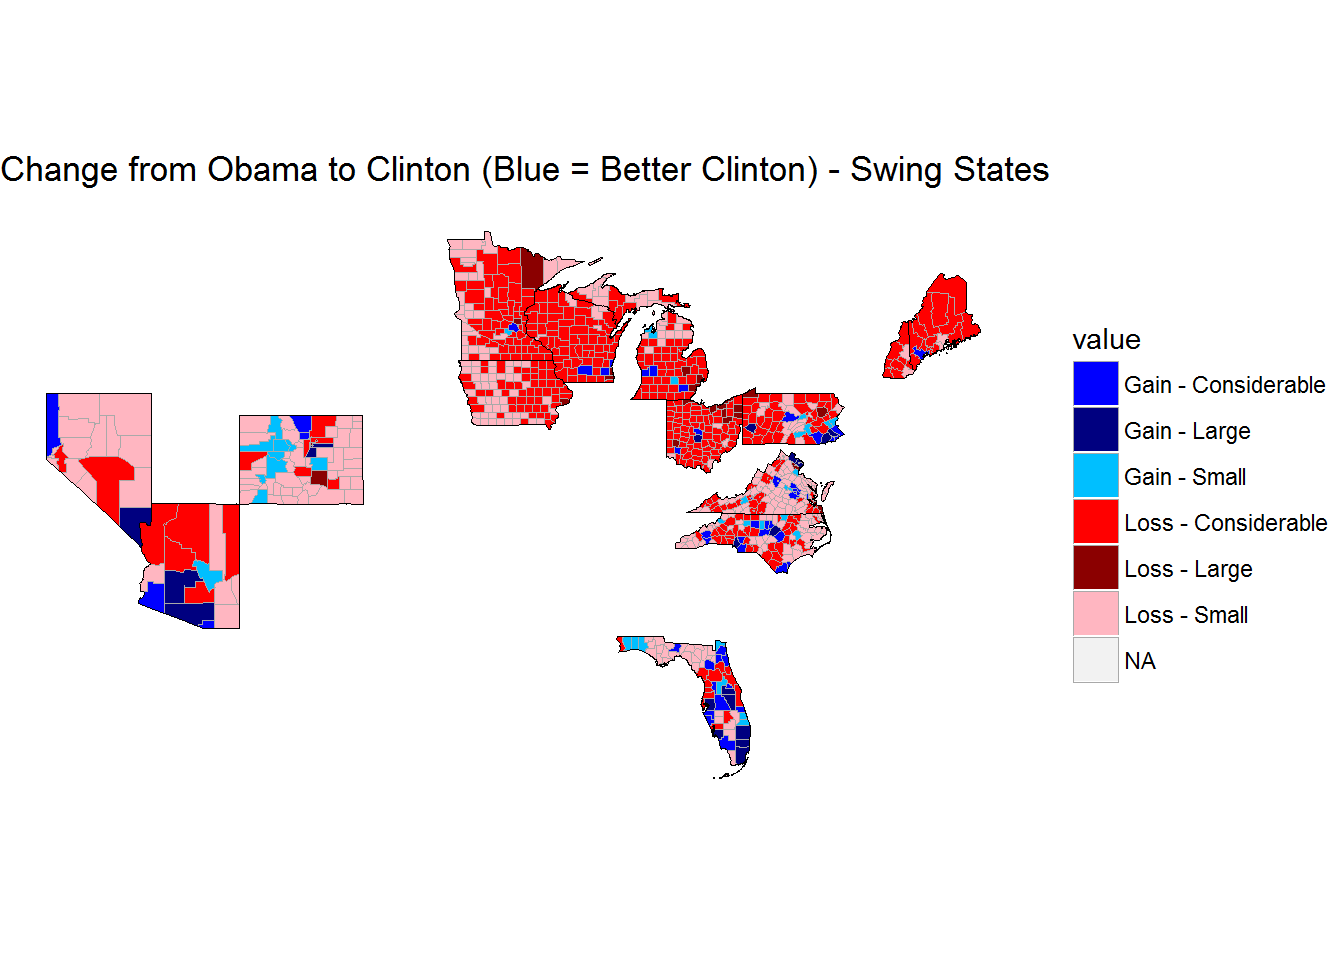 Change from Obama to Clinton (Blue = Better Clinton) - Swing States
value
Gain - Considerable
Gain - Large
Gain - Small
Loss - Considerable
Loss - Large
Loss - Small
NA